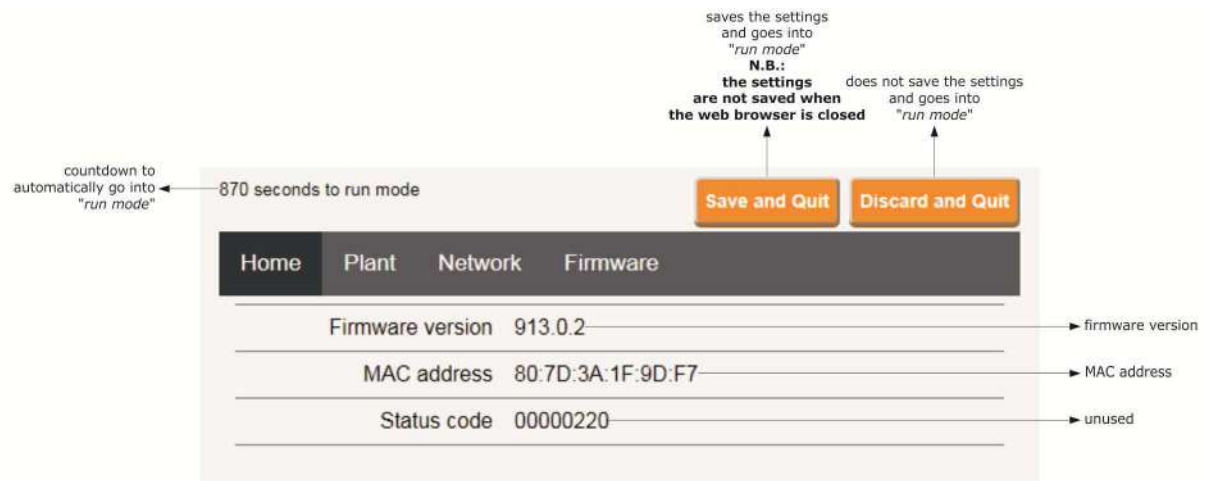 saves the settings
and goes into
"run mode"
N.B.:
the settings
are not saved when
the web browser is closed
does not save the settings
and goes into
"run mode"
countdown to
automatically go into
"run mode"
870 seconds to run mode
Save and Quit
Discard and Quit
Home Plant Network Firmware
Firmware version 913.0.2
firmware version
MAC address 80:7D:3A:1F:9D:F7
MAC address
Status code 00000220
unused